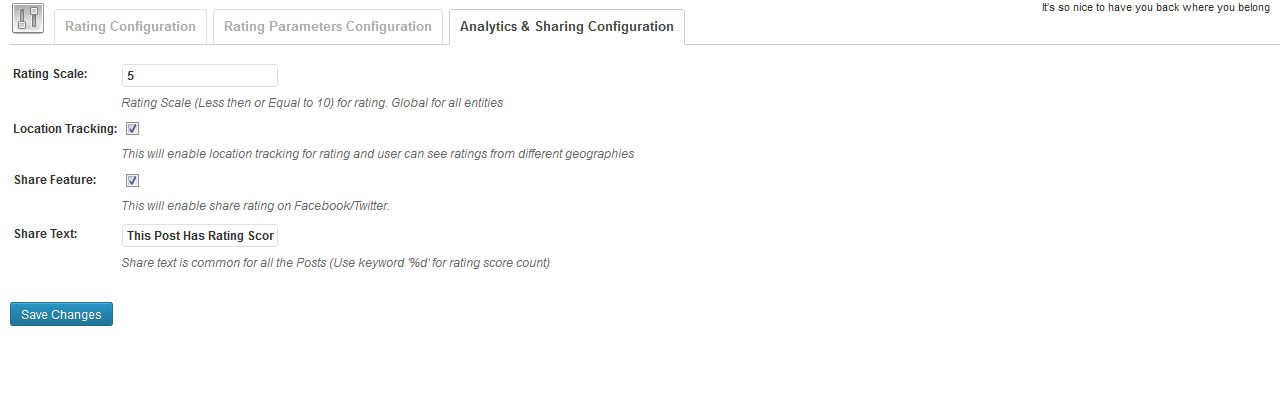 It's so nice to have you back where you belong
Rating Configuration
Rating Parameters Configuration
Analytics & Sharing Configuration
Rating Scale:
5
Rating Scale (Less then or Equal to 10) for rating. Global for all entities
Location Tracking:
This will enable location tracking for rating and user can see ratings from different geographies
Share Feature:
This will enable share rating on Facebook/Twitter.
Share Text:
This Post Has Rating Scor
Share text is common for all the Posts (Use keyword '%d' for rating score count)
Save Changes